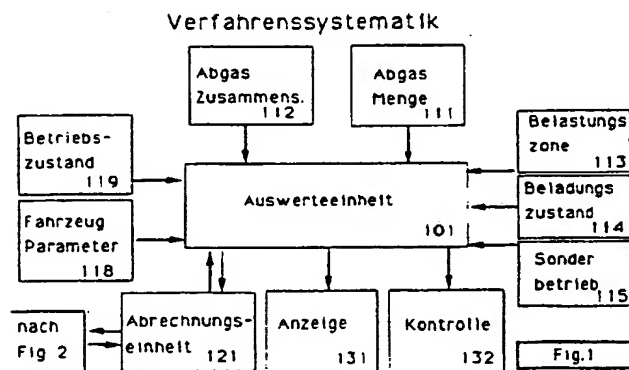 Verfahrenssystematik
Abgas
Zusammens.
112
Abgas
Menge
111
Betriebs-
zustand
119
Belastungs
zone
113
Auswerteeinheit
101
Beladungs
zustand
114
Fahrzeug
Parameter
118
Sonder
betrieb
115
nach
Fig 2
Abrechnungs-
einheit
121
Anzeige
131
Kontrolle
132
Fig.1